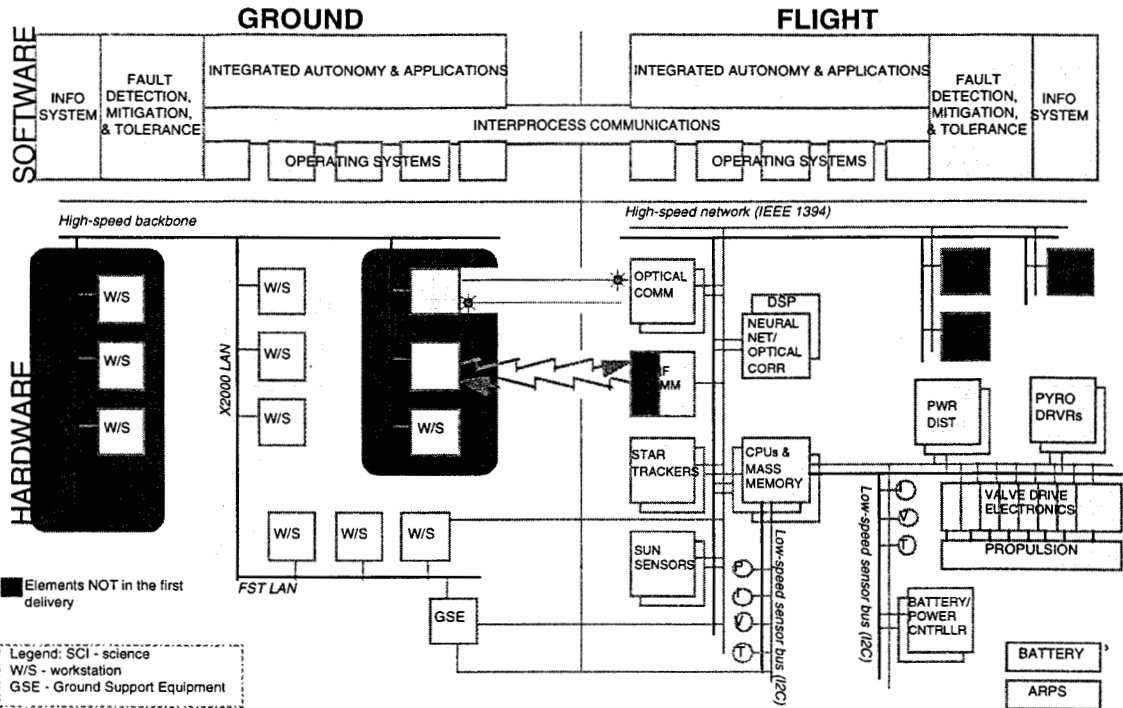 GROUND
FLIGHT
SOFTWARE
INFO
SYSTEM
FAULT
DETECTION,
MITIGATION,
& TOLERANCE
INTEGRATED AUTONOMY & APPLICATIONS
INTEGRATED AUTONOMY & APPLICATIONS
FAULT
DETECTION,
MITIGATION,
& TOLERANCE
INFO
SYSTEM
INTERPROCESS COMMUNICATIONS
OPERATING SYSTEMS
OPERATING SYSTEMS
HARDWARE
High-speed backbone
High-speed network (IEEE 1394)
W/S
W/S
W/S
X2000 LAN
W/S
W/S
W/S
W/S
OPTICAL
COMM
DSP
NEURAL
NET/
OPTICAL
CORR
PWR
DIST
PYRO
DRVRs
STAR
TRACKERS
CPUs &
MASS
MEMORY
Low-speed sensor bus (I2C)
VALVE DRIVE
ELECTRONICS
PROPULSION
W/S
W/S
W/S
SUN
SENSORS
Low-speed sensor bus (I2C)
V
T
V
T
P
FST LAN
GSE
BATTERY/
POWER
CNTRLLR
BATTERY
ARPS
Elements NOT in the first
delivery
Legend: SCI - science
W/S - workstation
GSE - Ground Support Equipment